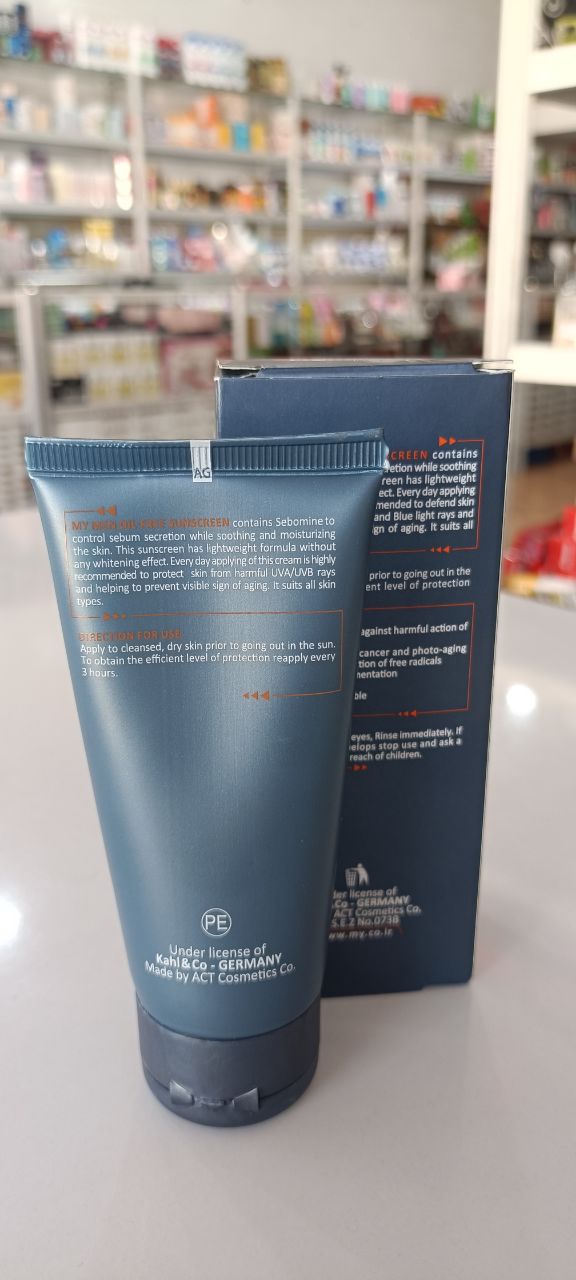 AG
MY MEN OIL FREE SUNSCREEN contains Sebomine to
control sebum secretion while soothing and moisturizing
the skin. This sunscreen has lightweight formula without
any whitening effect. Every day applying of this cream is highly
recommended to protect skin from harmful UVA/UVB rays
and helping to prevent visible sign of aging. It suits all skin
types.
DIRECTION FOR USE
Apply to cleansed, dry skin prior to going out in the sun.
To obtain the efficient level of protection reapply every
3 hours.
PE
Under license of
Kahl&Co - GERMANY
Made by ACT Cosmetics Co.
CREEN contains
retion while soothing
reen has lightweight
ect. Every day applying
mended to defend skin
and Blue light rays and
gn of aging. It suits all
prior to going out in the
ent level of protection
against harmful action of
cancer and photo-aging
tion of free radicals
mentation
ble
eyes, Rinse immediately. If
elops stop use and ask a
reach of children.
der license of
Co - GERMANY
ACT Cosmetics Co.
S.E.2 No.0738
ww.my.co.ir